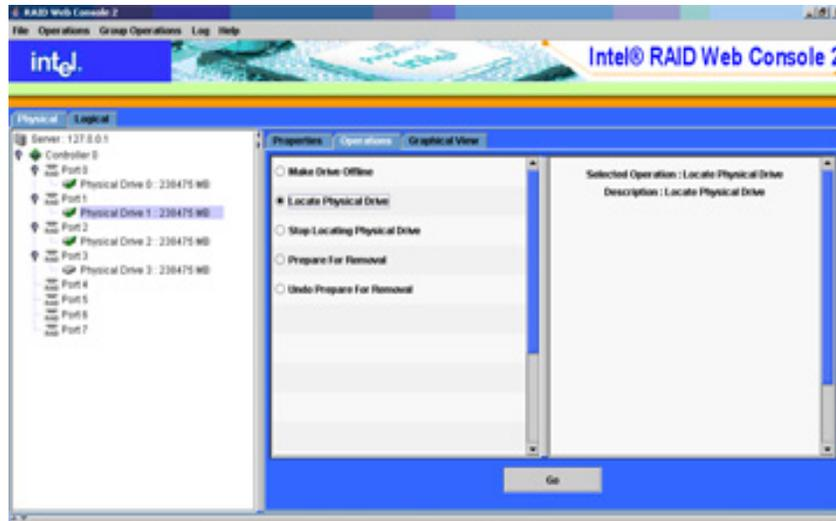 RAID Web Console 2
File Operations Group Operations Log Help
intel.
Intel® RAID Web Console 2
Physical Logical
Server : 127.0.0.1
Controller 0
Port 0
Physical Drive 0 : 238475 MB
Port 1
Physical Drive 1 : 238475 MB
Port 2
Physical Drive 2 : 238475 MB
Port 3
Physical Drive 3 : 238475 MB
Port 4
Port 5
Port 6
Port 7
Properties Operations Graphical View
Make Drive Offline
Locate Physical Drive
Stop Locating Physical Drive
Prepare For Removal
Undo Prepare For Removal
Selected Operation : Locate Physical Drive
Description : Locate Physical Drive
Go